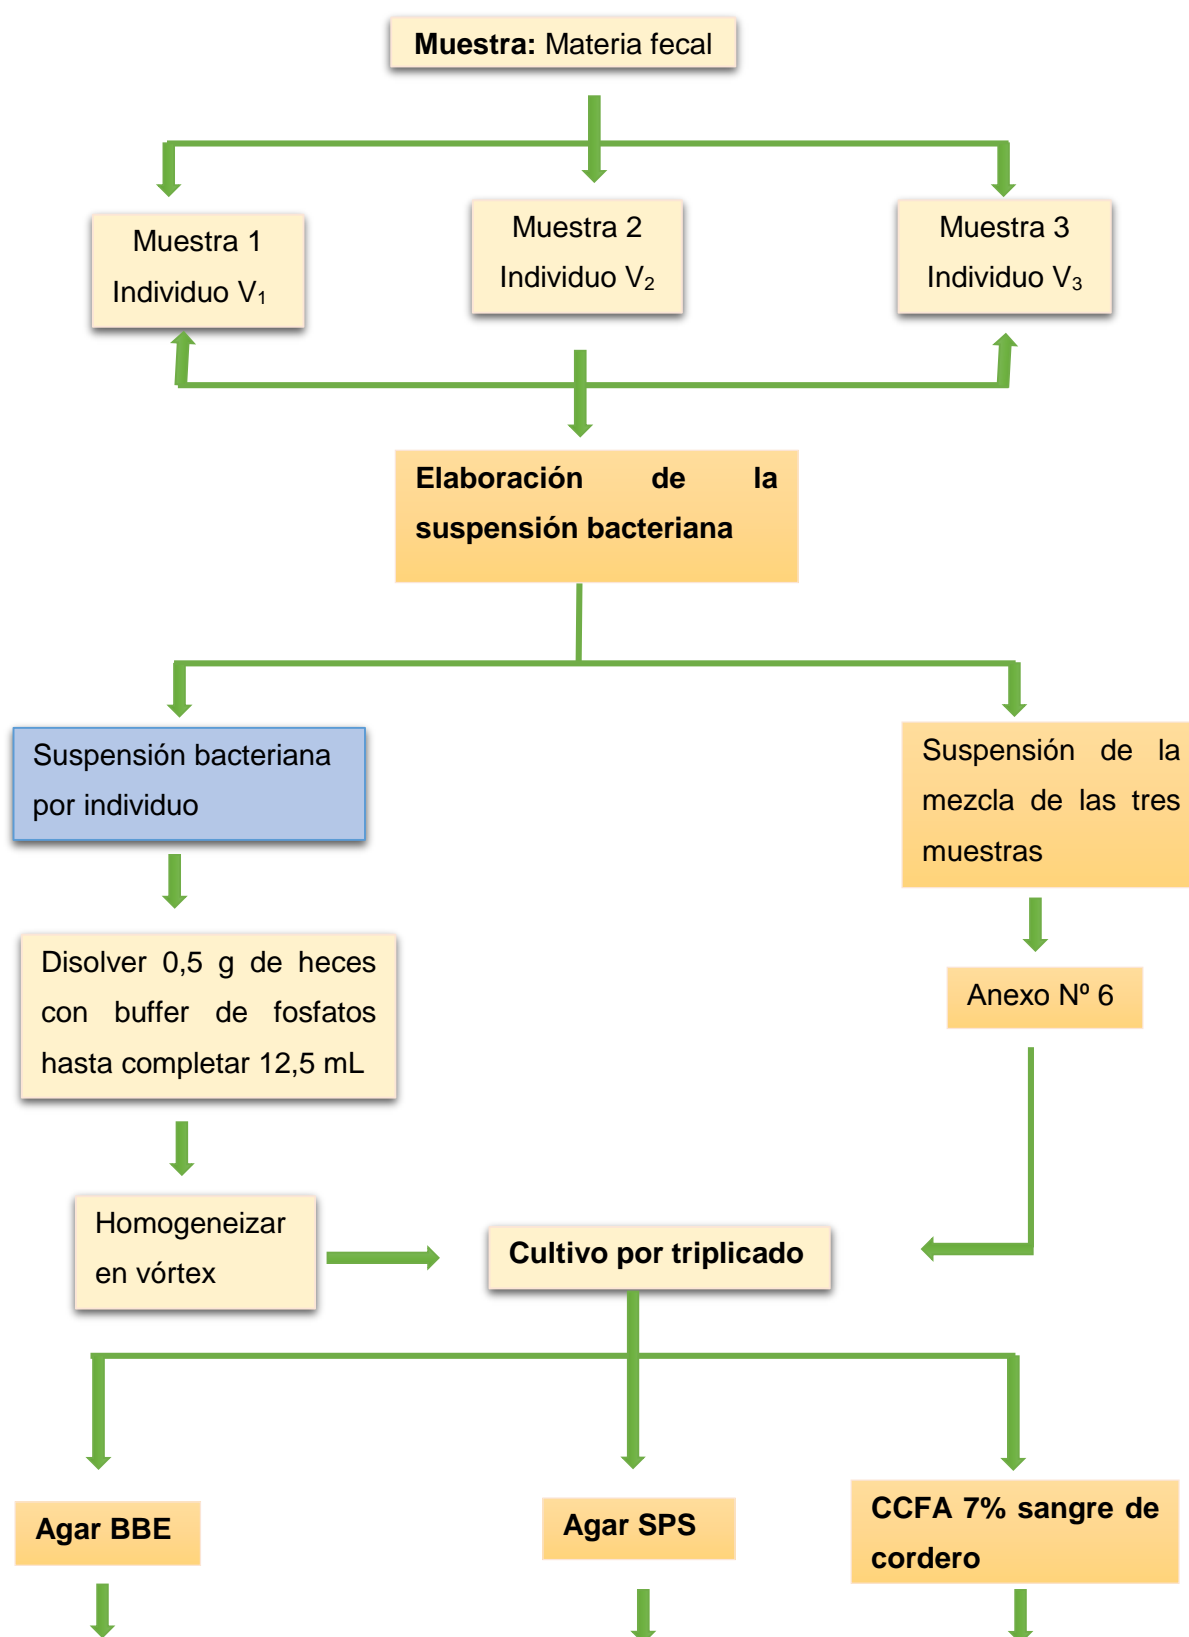 Muestra: Materia fecal
Muestra 1
Individuo V₁
Muestra 2
Individuo V₂
Muestra 3
Individuo V₃
Elaboración de la
suspensión bacteriana
Suspensión bacteriana
por individuo
Suspensión de la
mezcla de las tres
muestras
Disolver 0,5 g de heces
con buffer de fosfatos
hasta completar 12,5 mL
Anexo Nº 6
Homogeneizar
en vórtex
Cultivo por triplicado
Agar BBE
Agar SPS
CCFA 7% sangre de
cordero